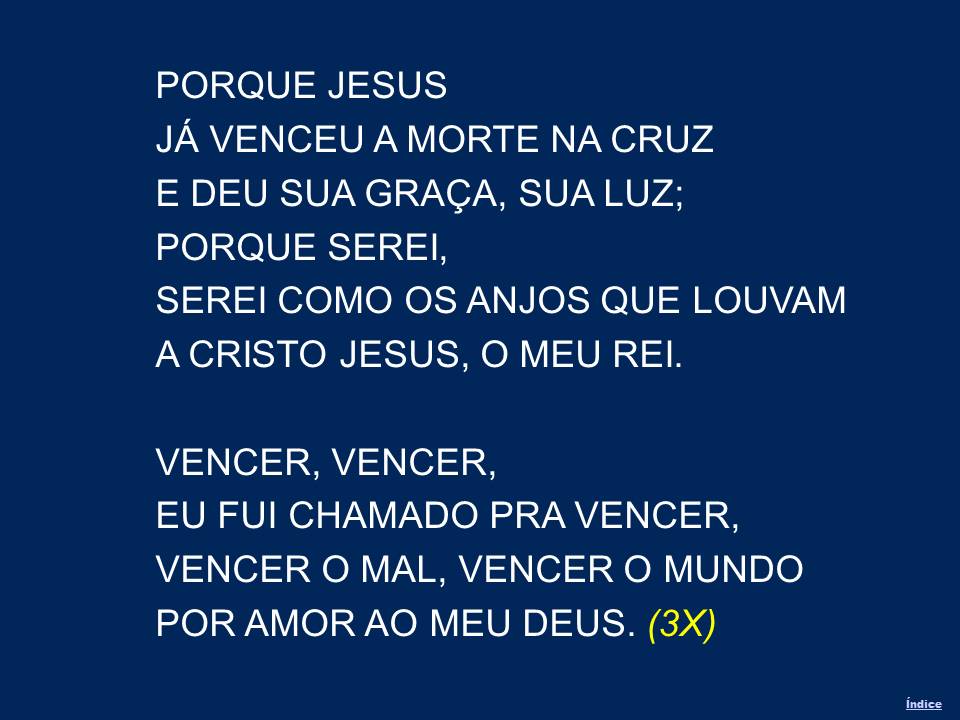 PORQUE JESUS
JÁ VENCEU A MORTE NA CRUZ
E DEU SUA GRAÇA, SUA LUZ;
PORQUE SEREI,
SEREI COMO OS ANJOS QUE LOUVAM
A CRISTO JESUS, O MEU REI.
VENCER, VENCER,
EU FUI CHAMADO PRA VENCER,
VENCER O MAL, VENCER O MUNDO
POR AMOR AO MEU DEUS. (3X)
Índice